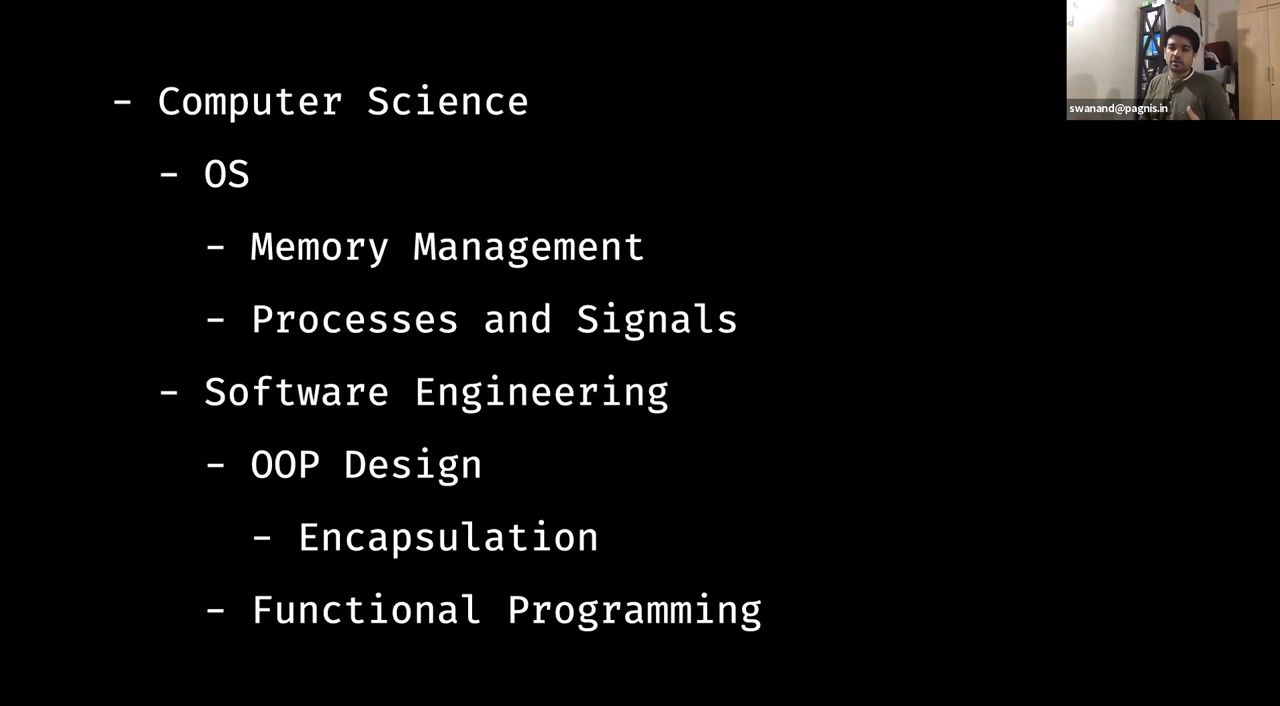 - Computer Science
- OS
- Memory Management
- Processes and Signals
- Software Engineering
- OOP Design
- Encapsulation
- Functional Programming
swanand@pagnis.in